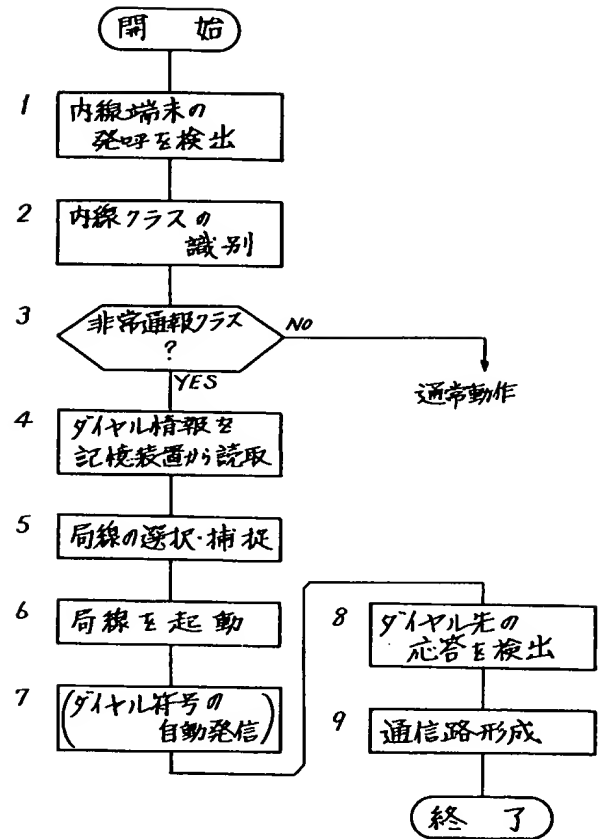 開 始
1
内線端末の
発呼を検出
2
内線クラスの
識別
3
非常通報クラス
?
NO
通常動作
YES
4
ダイヤル情報を
記憶装置から読取
5
局線の選択・捕捉
6
局線を起動
7
(ダイヤル符号の
自動発信)
8
ダイヤル先の
応答を検出
9
通信路形成
終 了